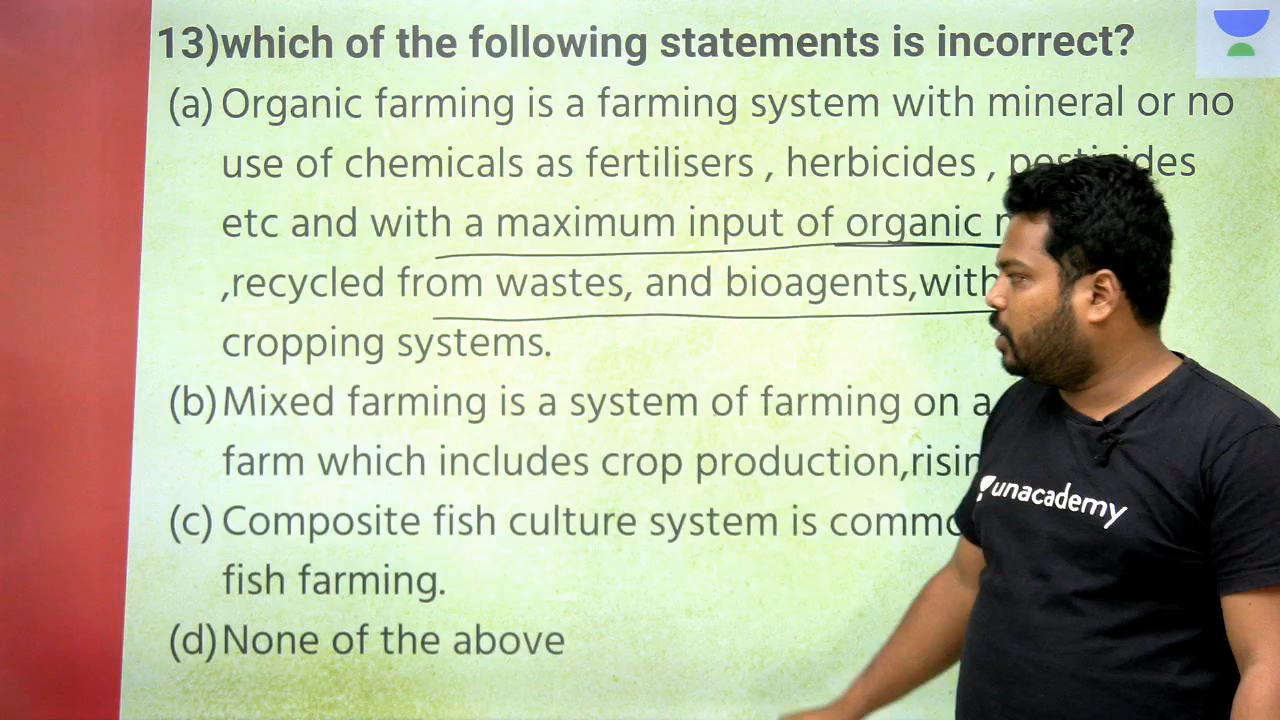 13)which of the following statements is incorrect?
(a) Organic farming is a farming system with mineral or no
use of chemicals as fertilisers , herbicides , pesticides
etc and with a maximum input of organic
,recycled from wastes, and bioagents,with
cropping systems.
(b) Mixed farming is a system of farming on a
farm which includes crop production,
(c) Composite fish culture system is
fish farming.
(d) None of the above
unacademy